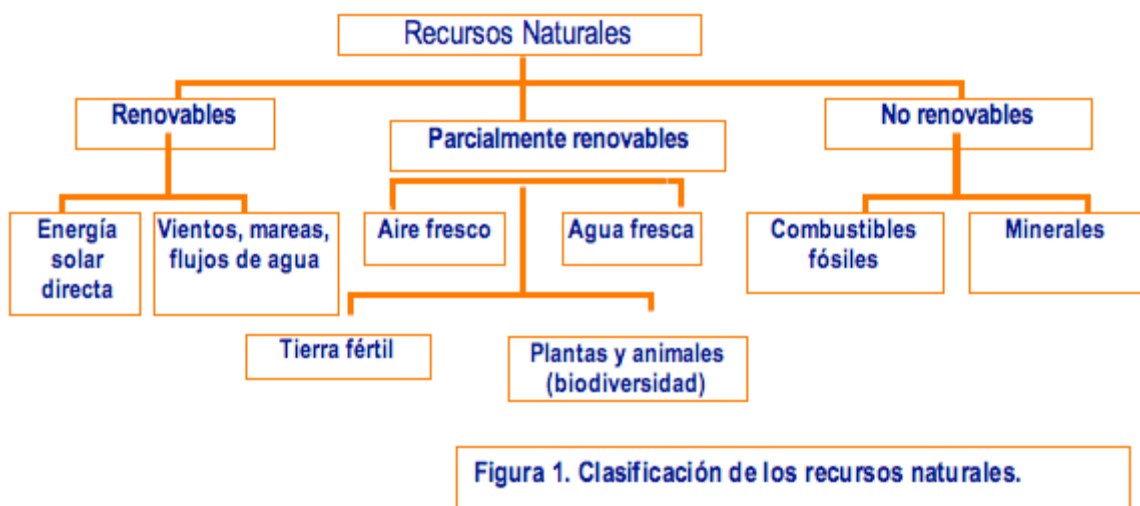 Recursos Naturales
Renovables
Parcialmente renovables
No renovables
Energía
solar
directa
Vientos, mareas,
flujos de agua
Aire fresco
Agua fresca
Combustibles
fósiles
Minerales
Tierra fértil
Plantas y animales
(biodiversidad)
Figura 1. Clasificación de los recursos naturales.